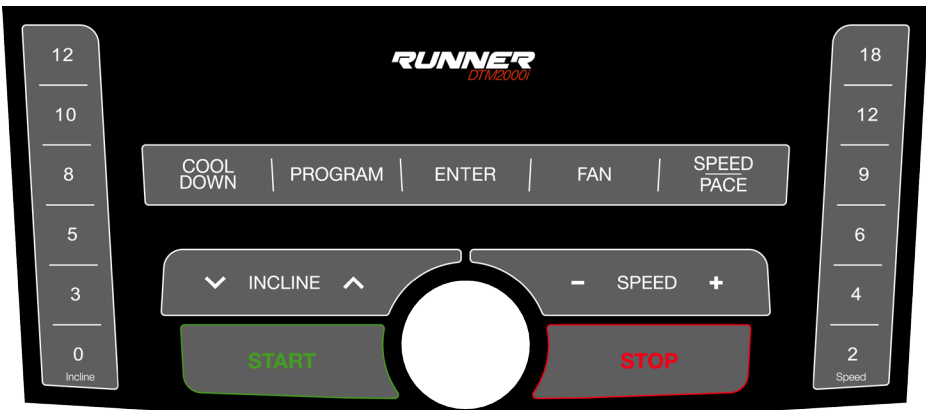 RUNNER
DTM2000i
12
10
8
5
3
0
Incline
COOL
DOWN
PROGRAM
ENTER
FAN
SPEED
PACE
INCLINE
- SPEED +
START
STOP
18
12
9
6
4
2
Speed